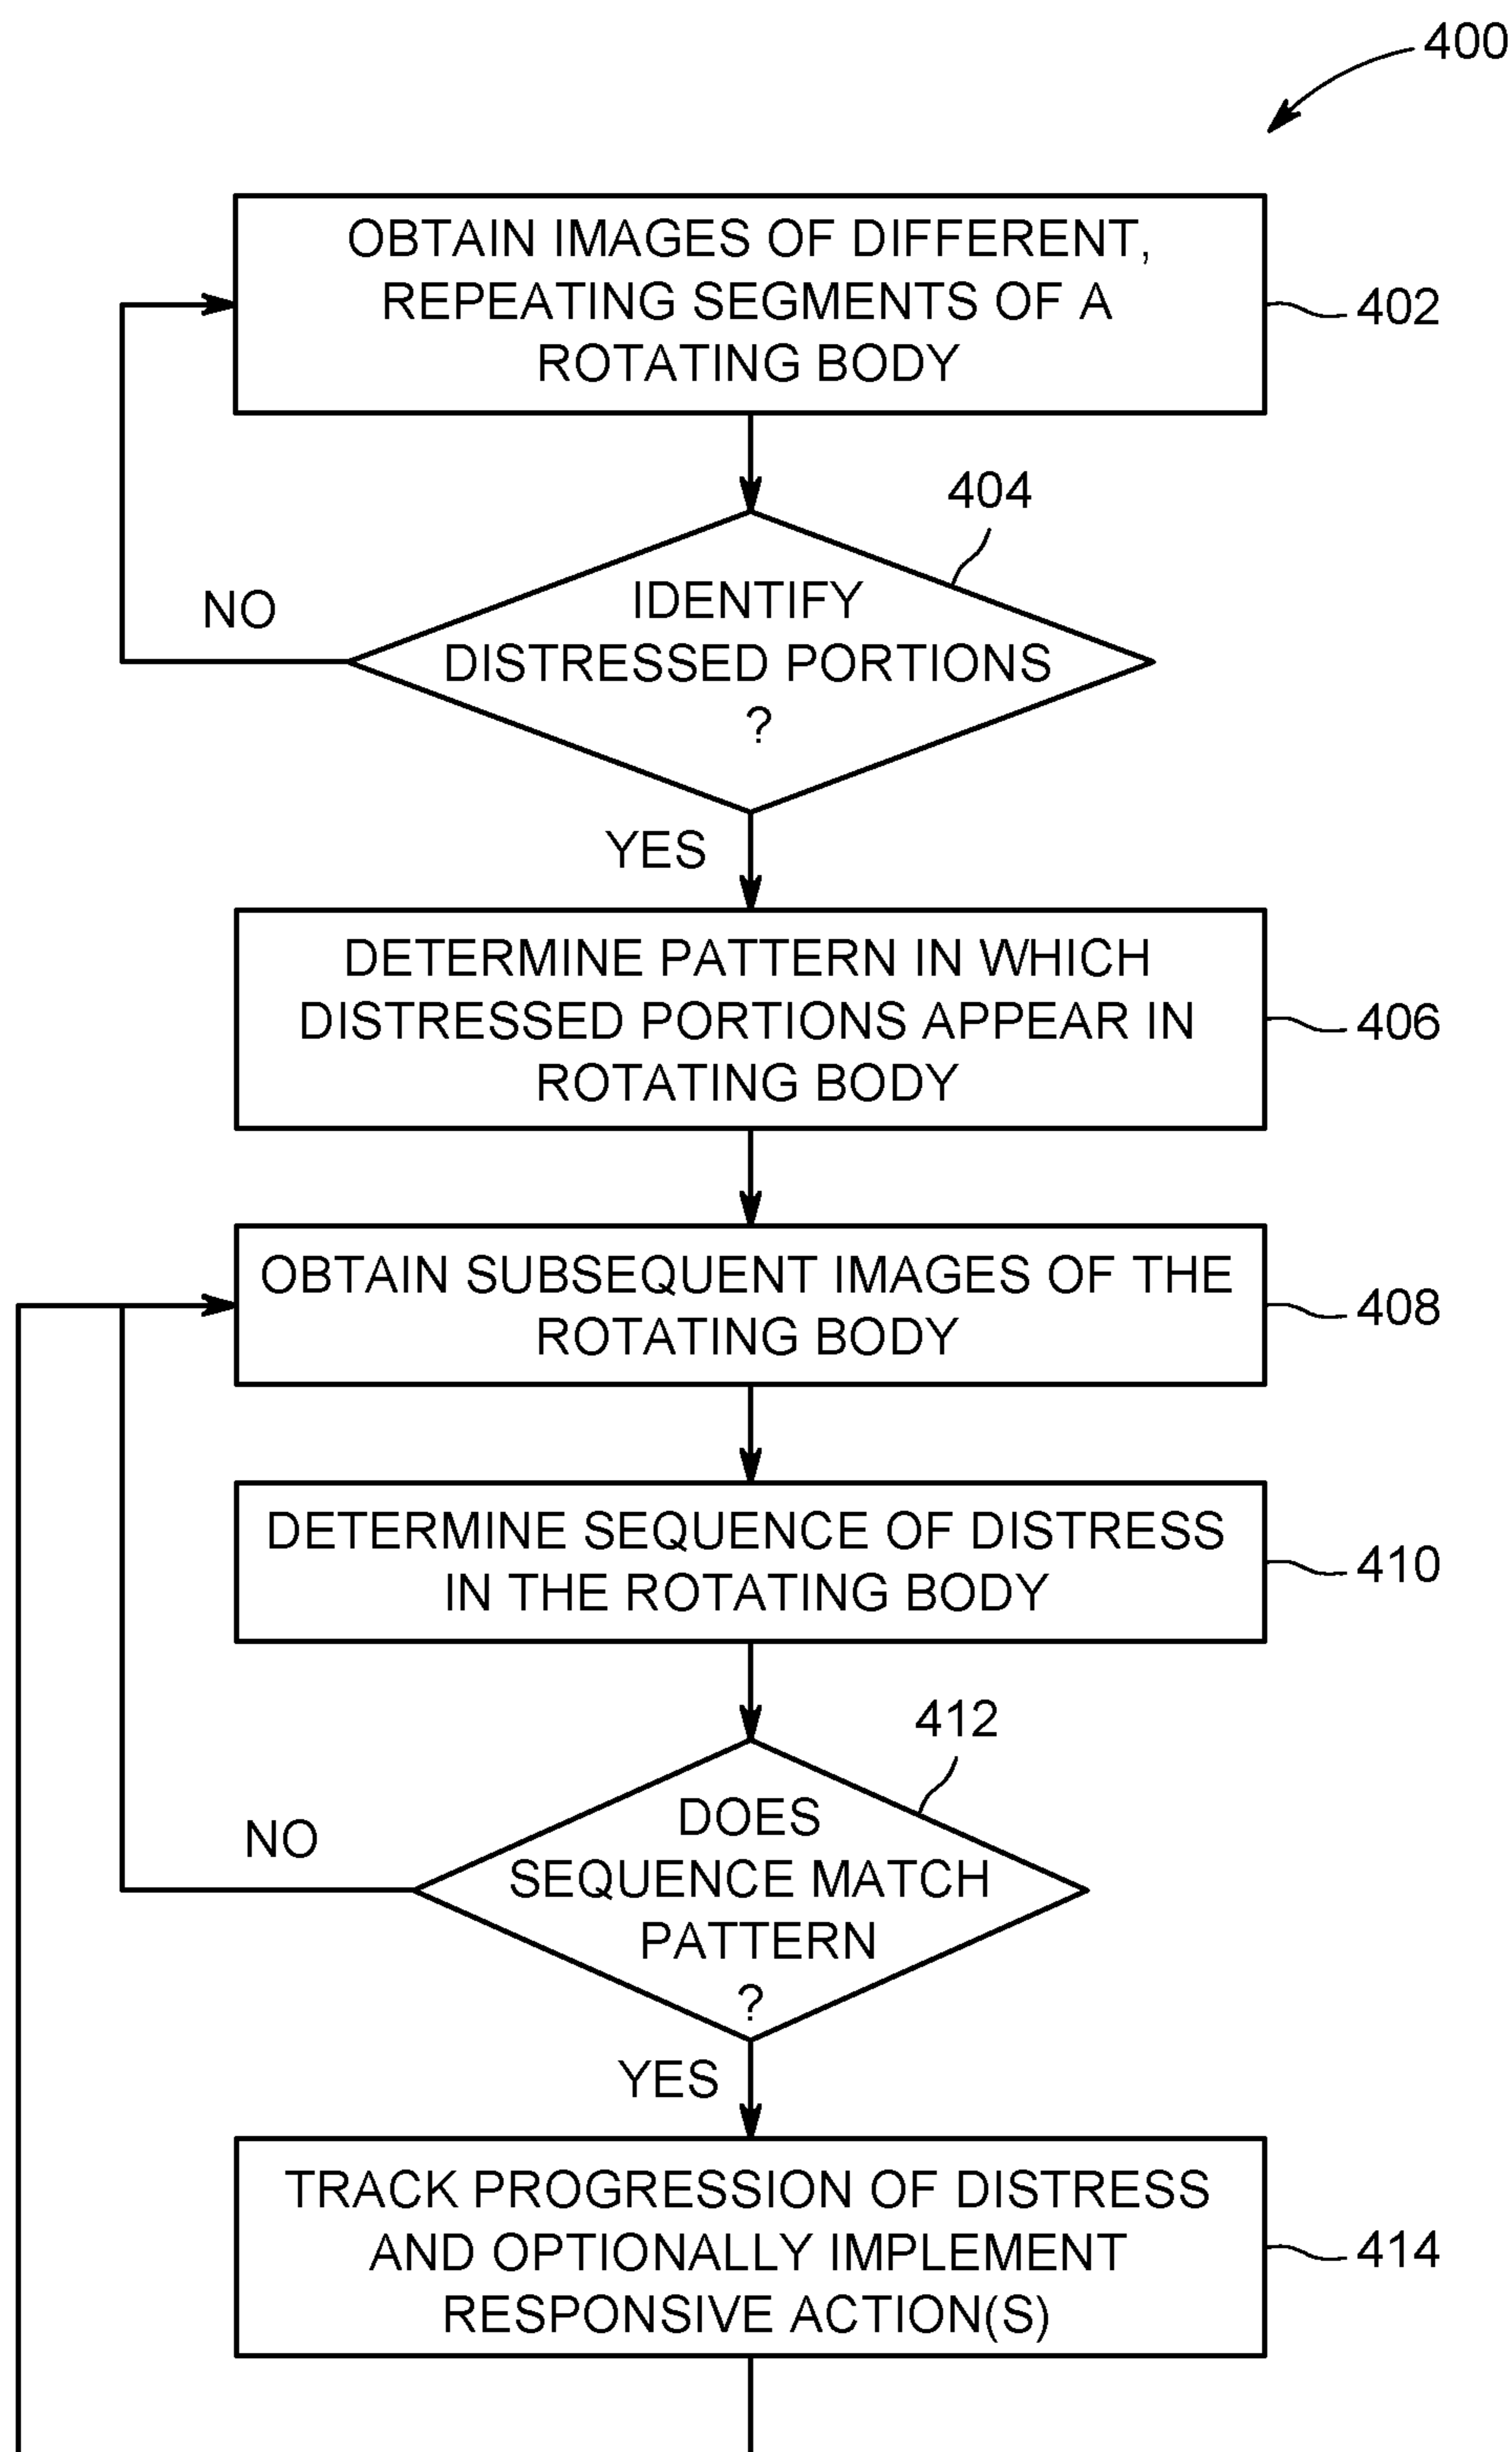 400
OBTAIN IMAGES OF DIFFERENT,
REPEATING SEGMENTS OF A
ROTATING BODY
402
404
IDENTIFY
DISTRESSED PORTIONS
?
NO
YES
DETERMINE PATTERN IN WHICH
DISTRESSED PORTIONS APPEAR IN
ROTATING BODY
406
OBTAIN SUBSEQUENT IMAGES OF THE
ROTATING BODY
408
DETERMINE SEQUENCE OF DISTRESS
IN THE ROTATING BODY
410
412
DOES
SEQUENCE MATCH
PATTERN
?
NO
YES
TRACK PROGRESSION OF DISTRESS
AND OPTIONALLY IMPLEMENT
RESPONSIVE ACTION(S)
414